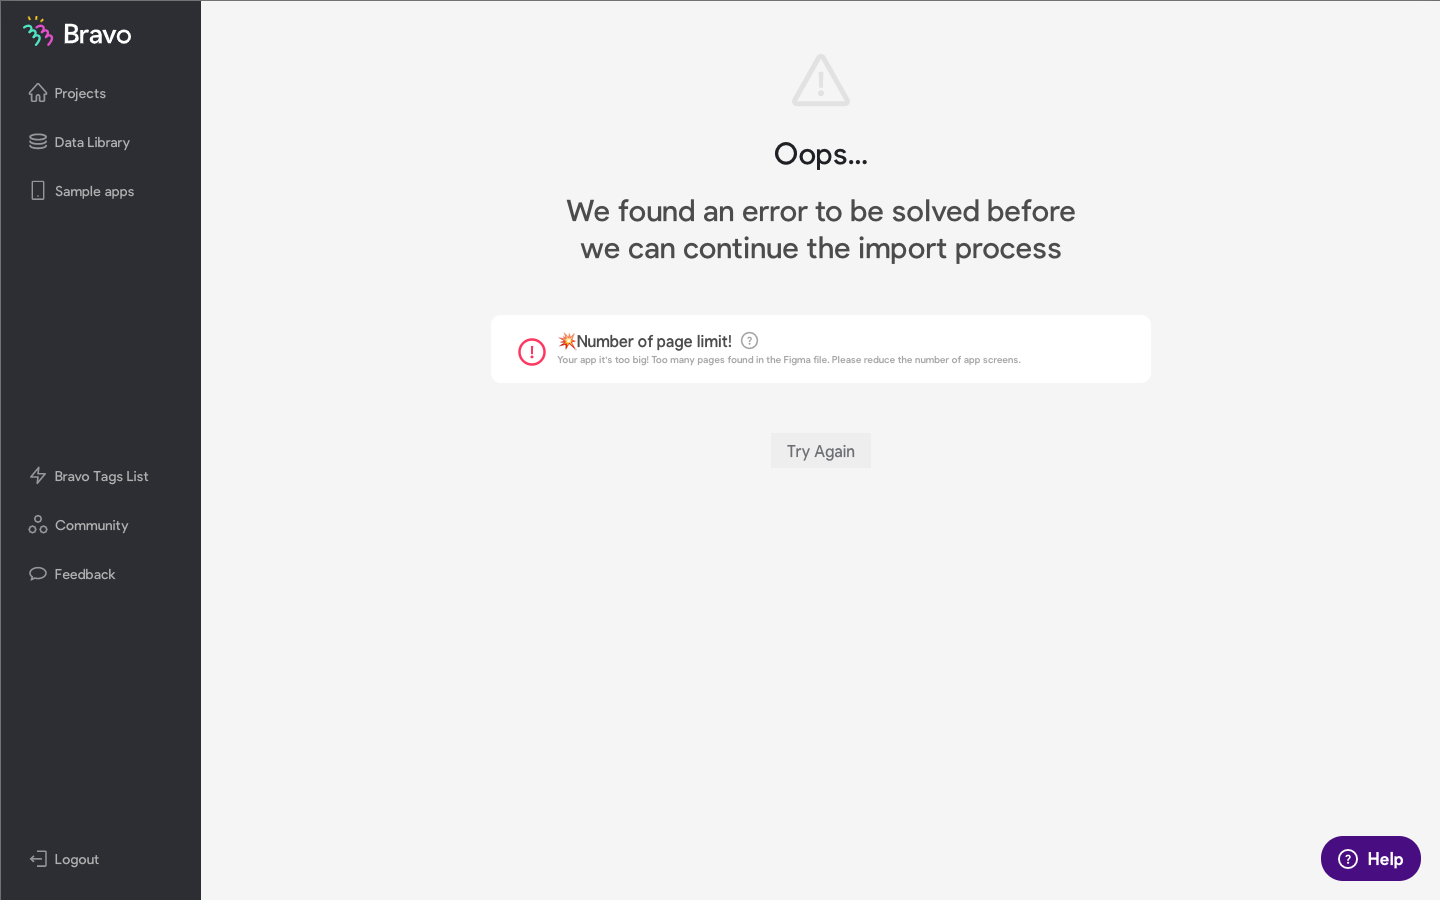 Bravo
Projects
Data Library
Sample apps
Bravo Tags List
Community
Feedback
Logout
Oops...
We found an error to be solved before
we can continue the import process
💥Number of page limit!
Your app it's too big! Too many pages found in the Figma file. Please reduce the number of app screens.
Try Again
Help